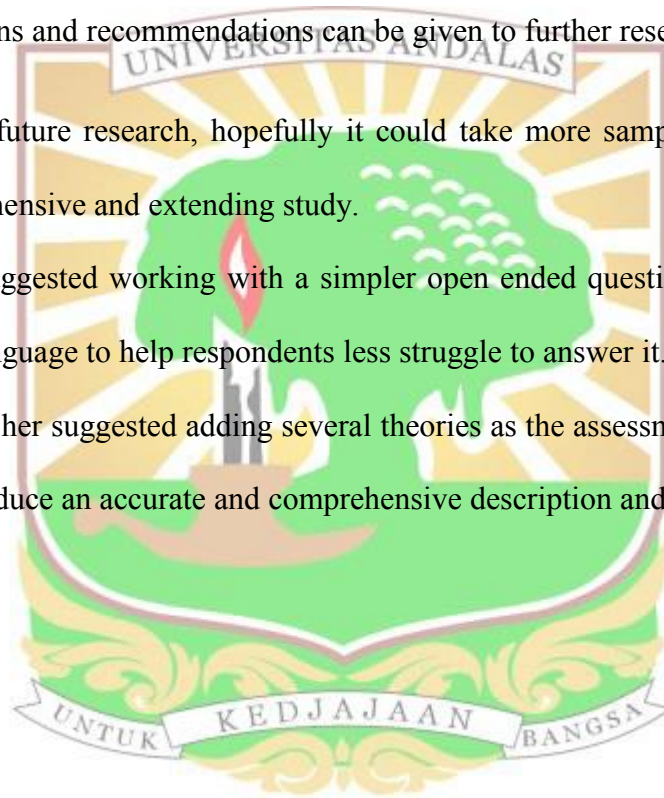 ns and recommendations can be given to further rese
UNIVERSITAS ANDALAS
future research, hopefully it could take more samp
hensive and extending study.
uggested working with a simpler open ended questi
nguage to help respondents less struggle to answer it.
her suggested adding several theories as the assessm
duce an accurate and comprehensive description and
UNTUK KEDJAJAAN BANGSA